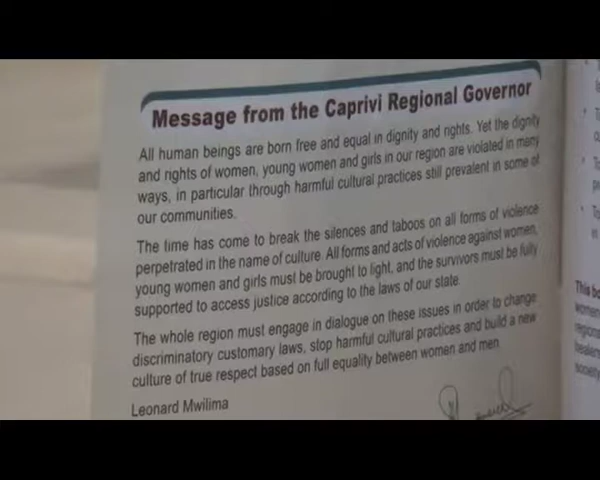 Message from the Caprivi Regional Governor
All human beings are born free and equal in dignity and rights. Yet the dignity
and rights of women, young women and girls in our region are violated in many
ways, in particular through harmful cultural practices still prevalent in some of
our communities.
The time has come to break the silences and taboos on all forms of violence
perpetrated in the name of culture. All forms and acts of violence against women,
young women and girls must be brought to light, and the survivors must be fully
supported to access justice according to the laws of our state.
The whole region must engage in dialogue on these issues in order to change
discriminatory customary laws, stop harmful cultural practices and build a new
culture of true respect based on full equality between women and men.
Leonard Mwilima